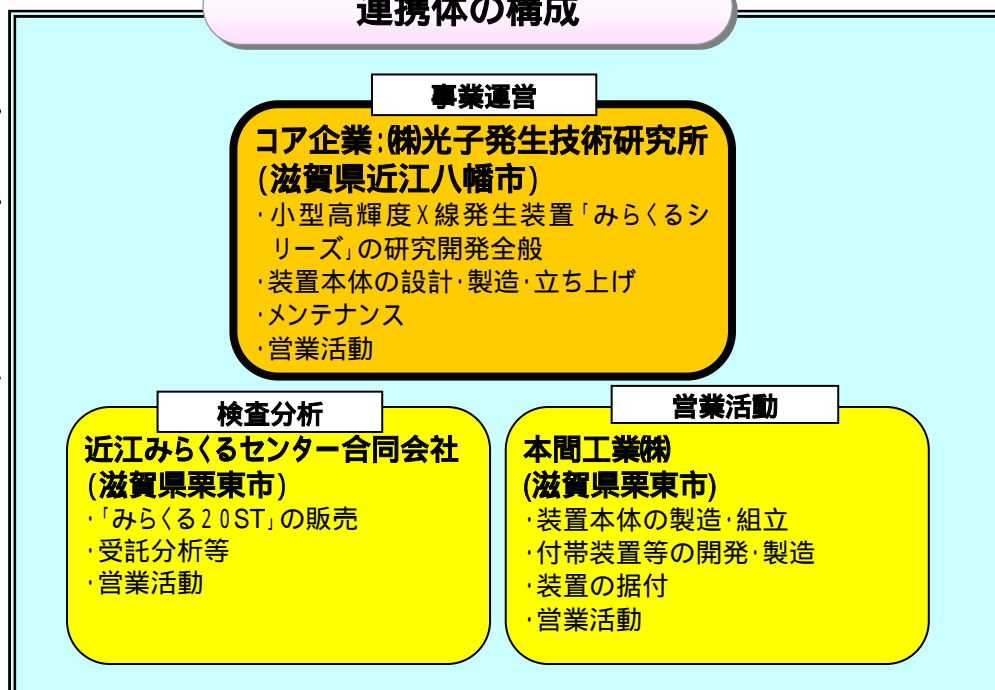 連携体の構成
事業運営
コア企業:㈱光子発生技術研究所
(滋賀県近江八幡市)
・小型高輝度X線発生装置「みらくるシ
リーズ」の研究開発全般
・装置本体の設計・製造・立ち上げ
・メンテナンス
・営業活動
検査分析
近江みらくるセンター合同会社
(滋賀県栗東市)
・「みらくる20ST」の販売
・受託分析等
・営業活動
営業活動
本間工業㈱
(滋賀県栗東市)
・装置本体の製造・組立
・付帯装置等の開発・製造
・装置の据付
・営業活動